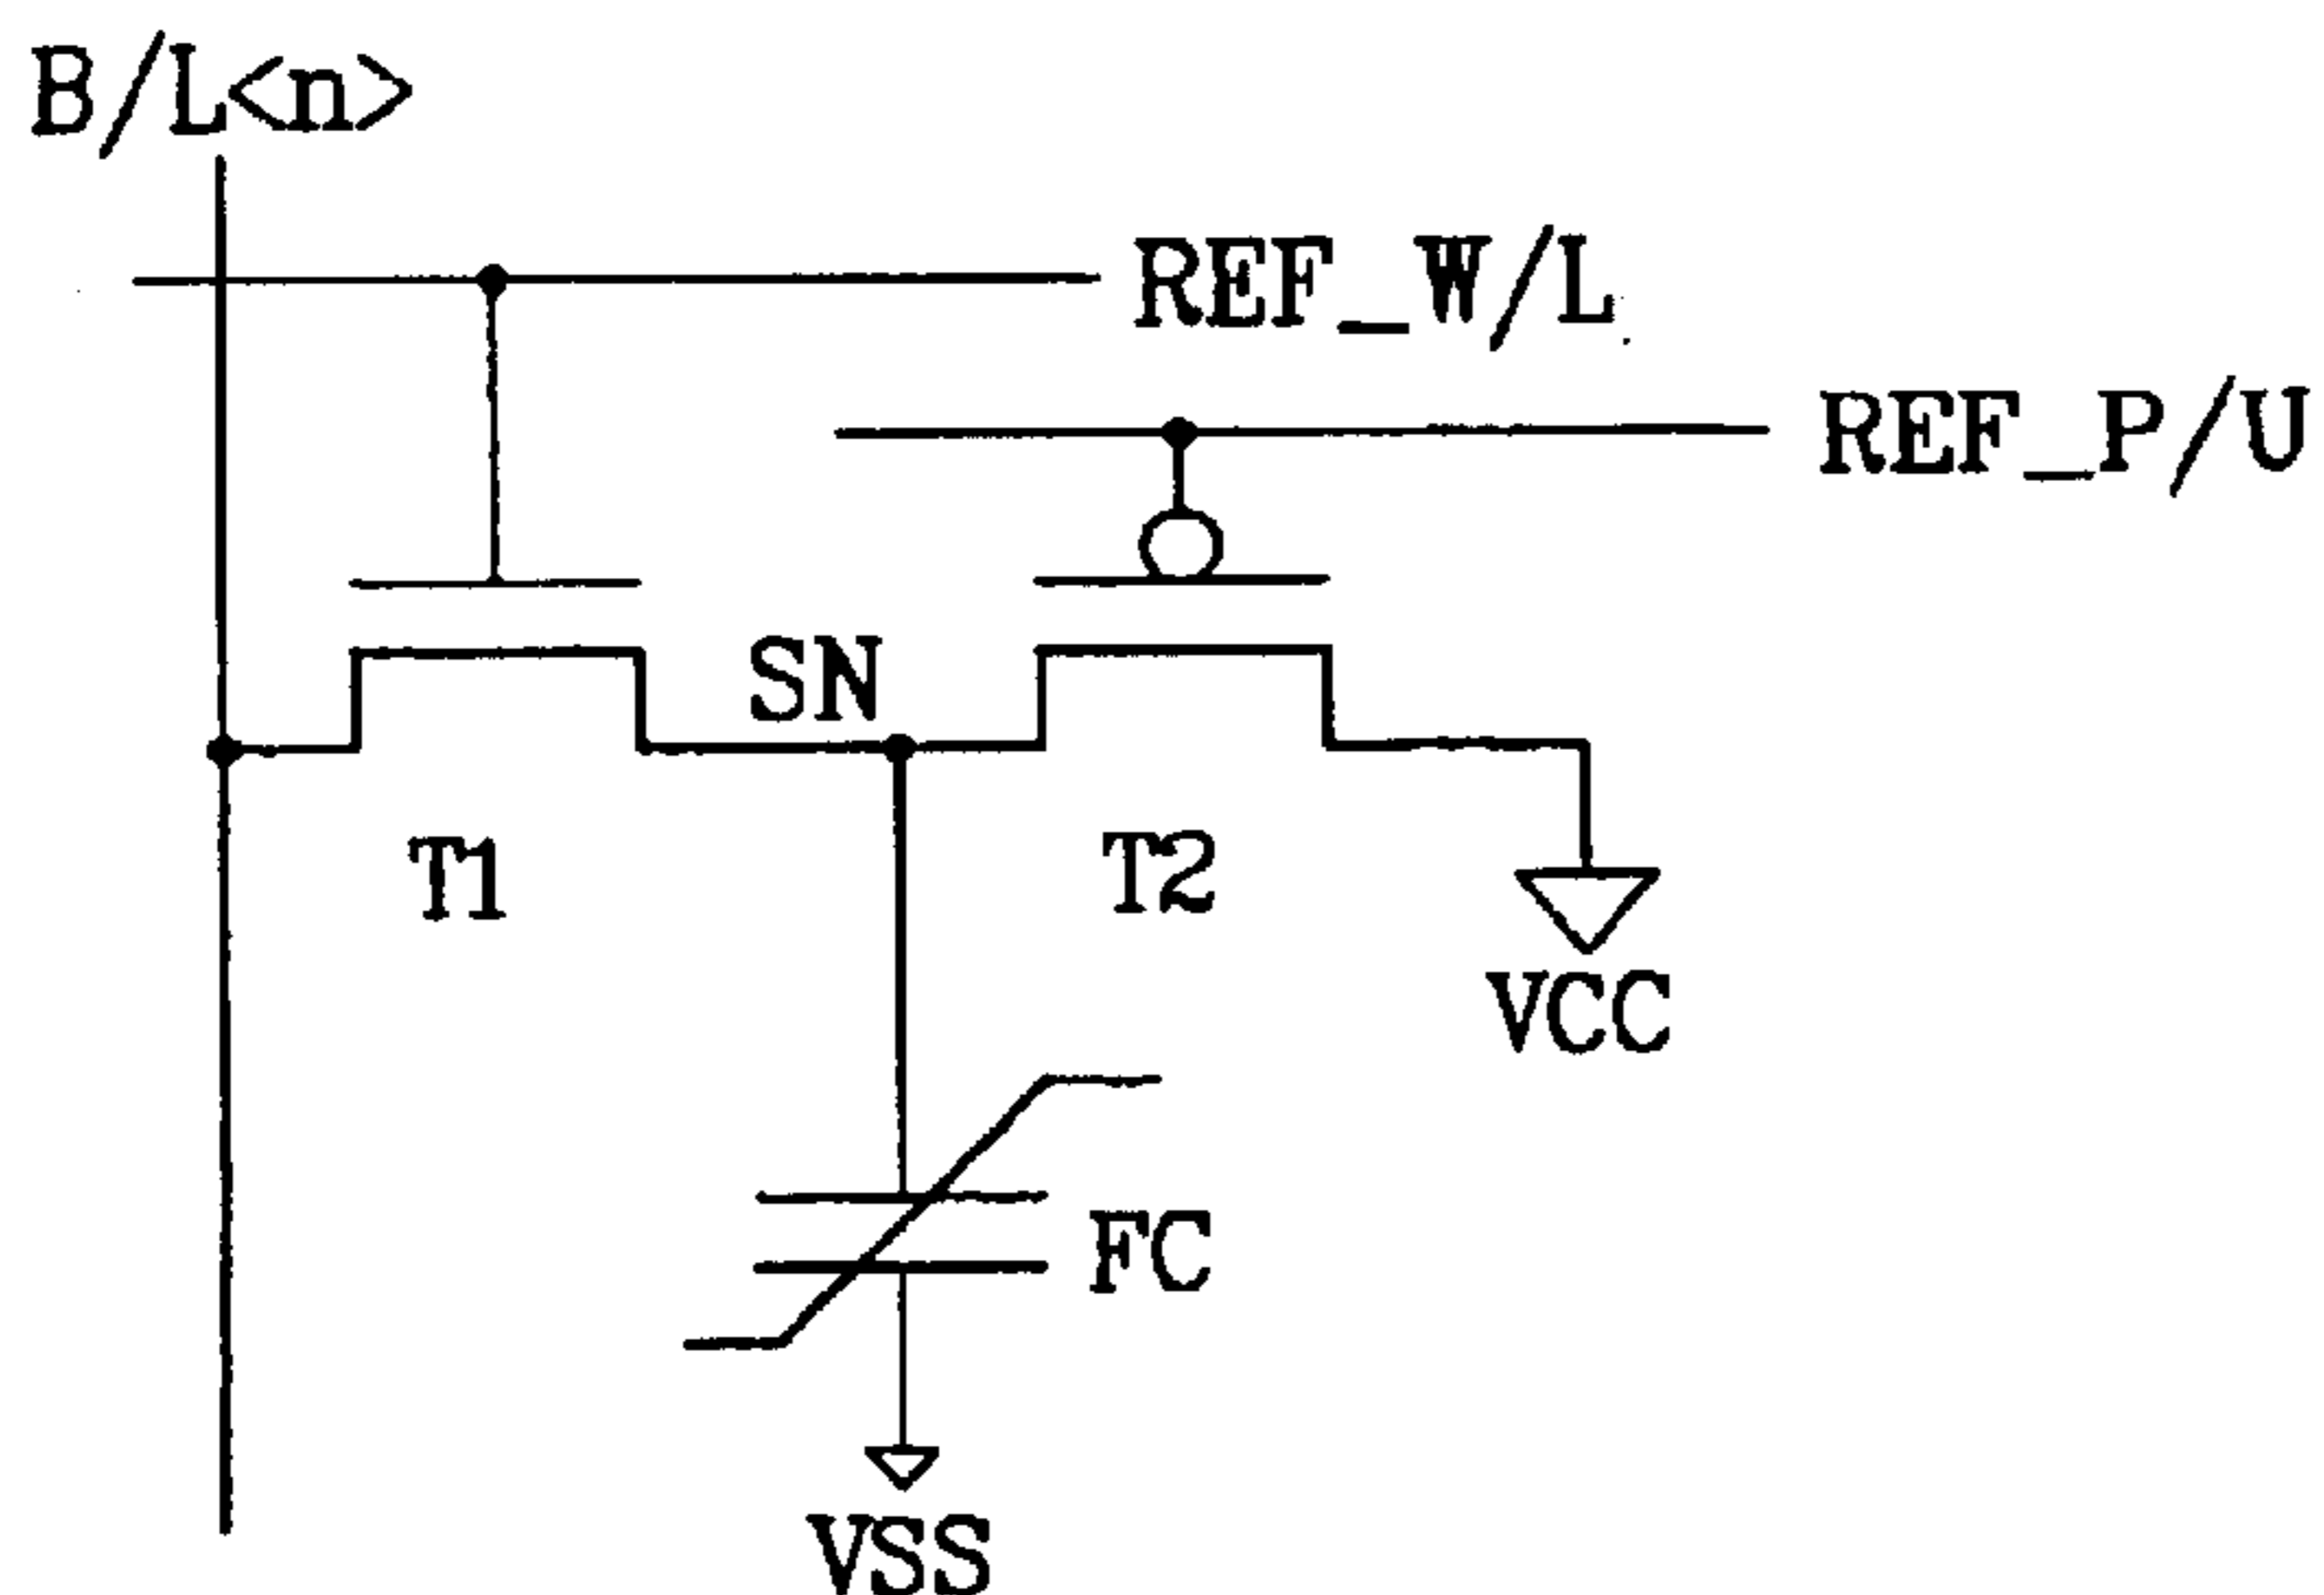 B/L<n>
REF_W/L
REF_P/U
SN
T1
T2
VCC
FC
VSS